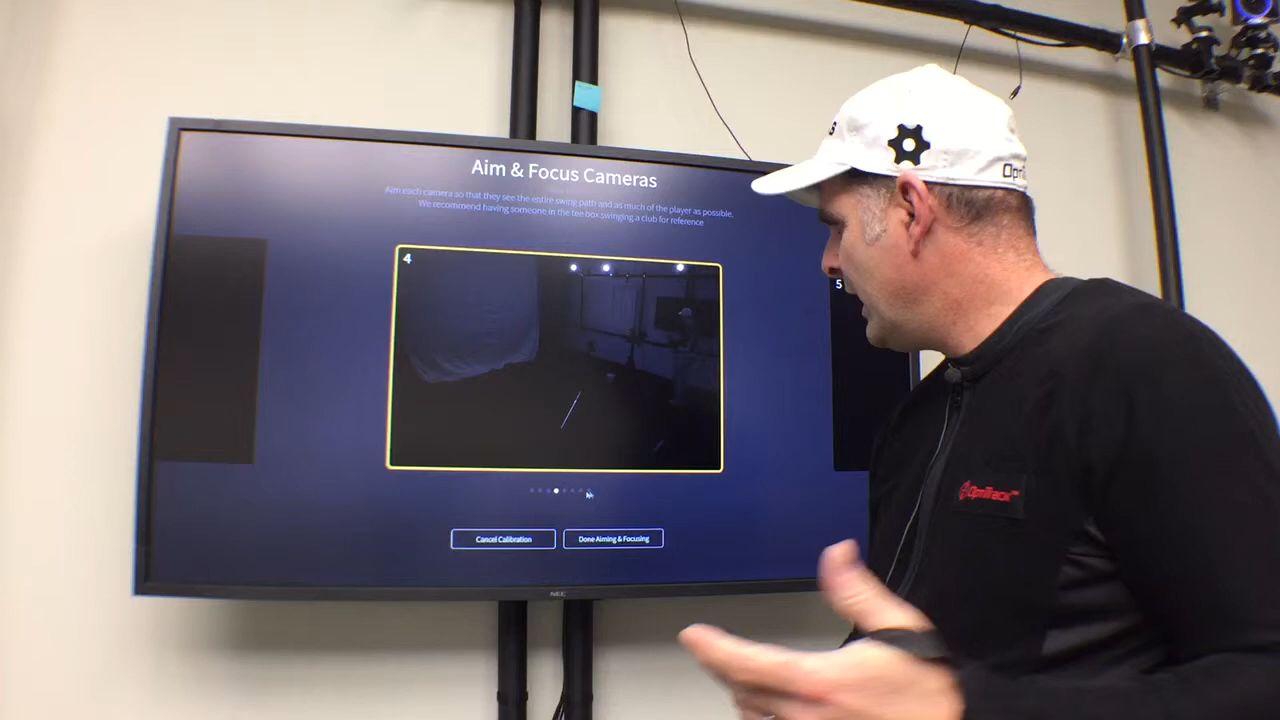 Aim & Focus Cameras
Aim each camera so that they see the entire swing path and as much of the player as possible.
We recommend having someone in the tee box swinging a club for reference
4
5
Cancel Calibration
Done Aiming & Focusing
NEC
OptiTrack